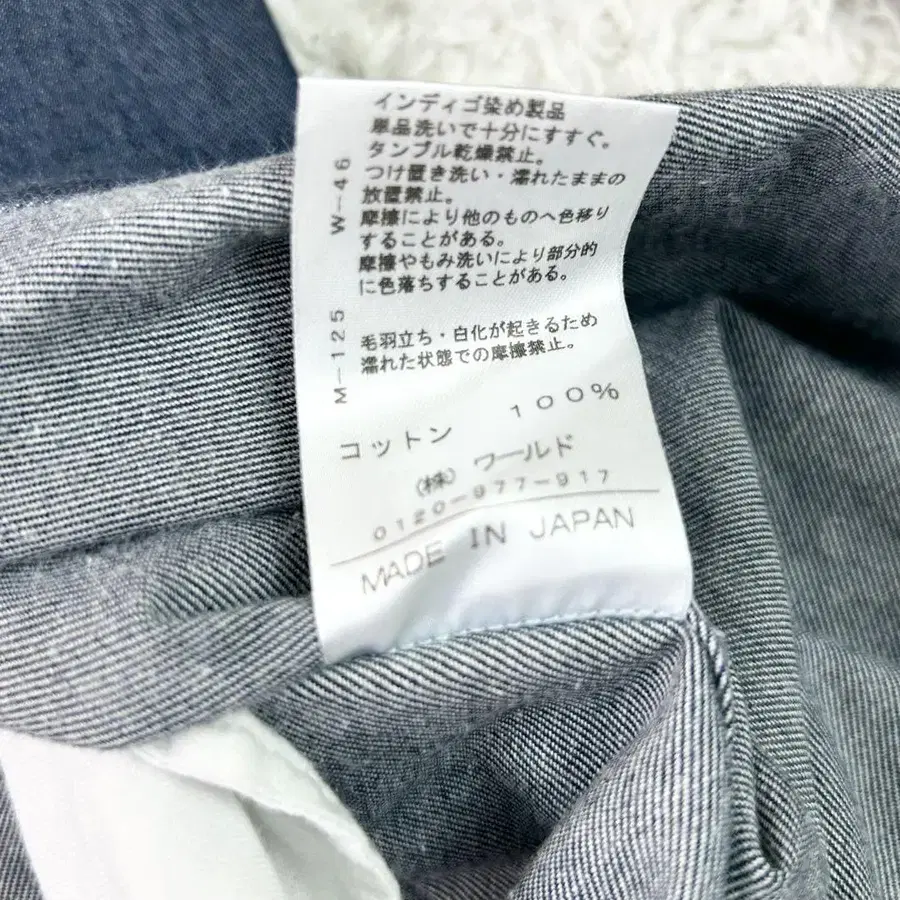 インディゴ染め製品
単品洗いで十分にすすぐ。
タンブル乾燥禁止。
つけ置き洗い・濡れたままの
放置禁止。
摩擦により他のものへ色移り
することがある。
摩擦やもみ洗いにより部分的
に色落ちすることがある。
毛羽立ち・白化が起きるため
濡れた状態での摩擦禁止。
コットン 100%
(株) ワールド
0120-977-917
MADE IN JAPAN
M-125 W-46